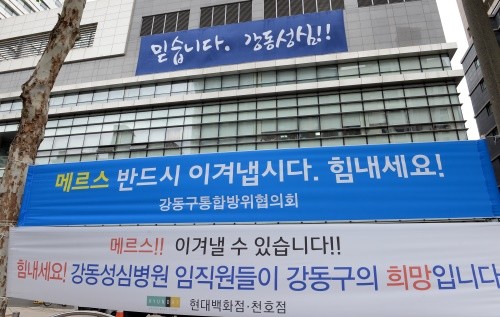 믿습니다. 강동성심!!
메르스 반드시 이겨냅시다. 힘내세요!
강동구통합방위협의회
메르스!! 이겨낼 수 있습니다!!
힘내세요! 강동성심병원 임직원들이 강동구의 희망입니다
현대백화점·천호점